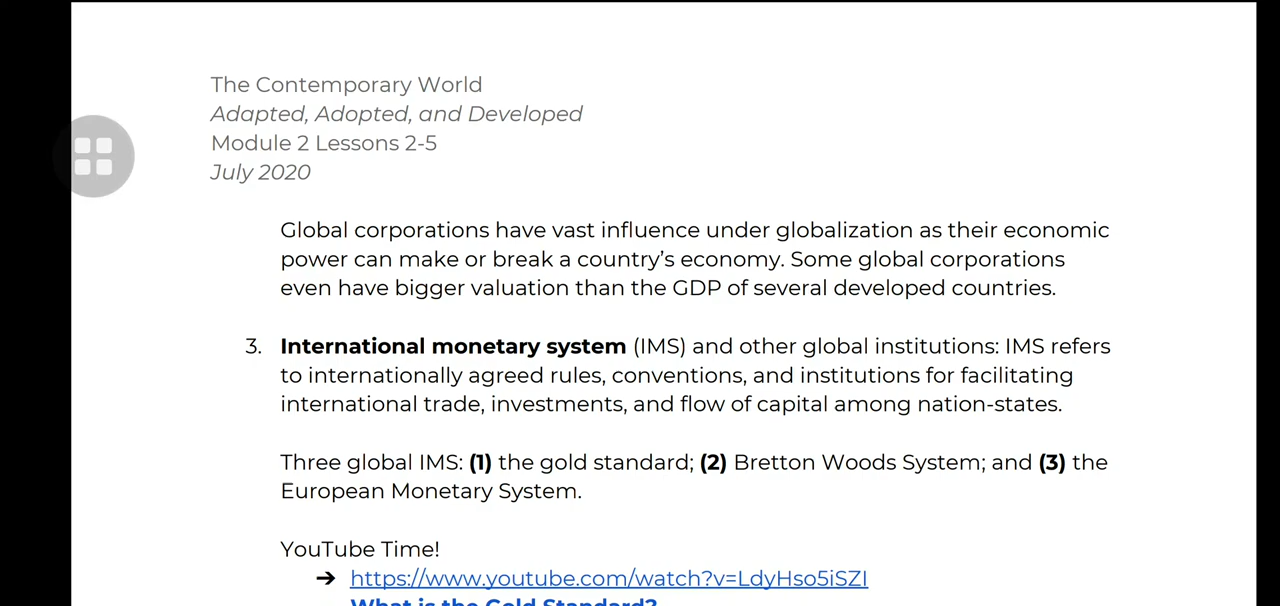 The Contemporary World
Adapted, Adopted, and Developed
Module 2 Lessons 2-5
July 2020
Global corporations have vast influence under globalization as their economic
power can make or break a country’s economy. Some global corporations
even have bigger valuation than the GDP of several developed countries.
3. International monetary system (IMS) and other global institutions: IMS refers
to internationally agreed rules, conventions, and institutions for facilitating
international trade, investments, and flow of capital among nation-states.
Three global IMS: (1) the gold standard; (2) Bretton Woods System; and (3) the
European Monetary System.
YouTube Time!
➔ https://www.youtube.com/watch?v=LdyHso5iSZI
What is the Gold Standard?